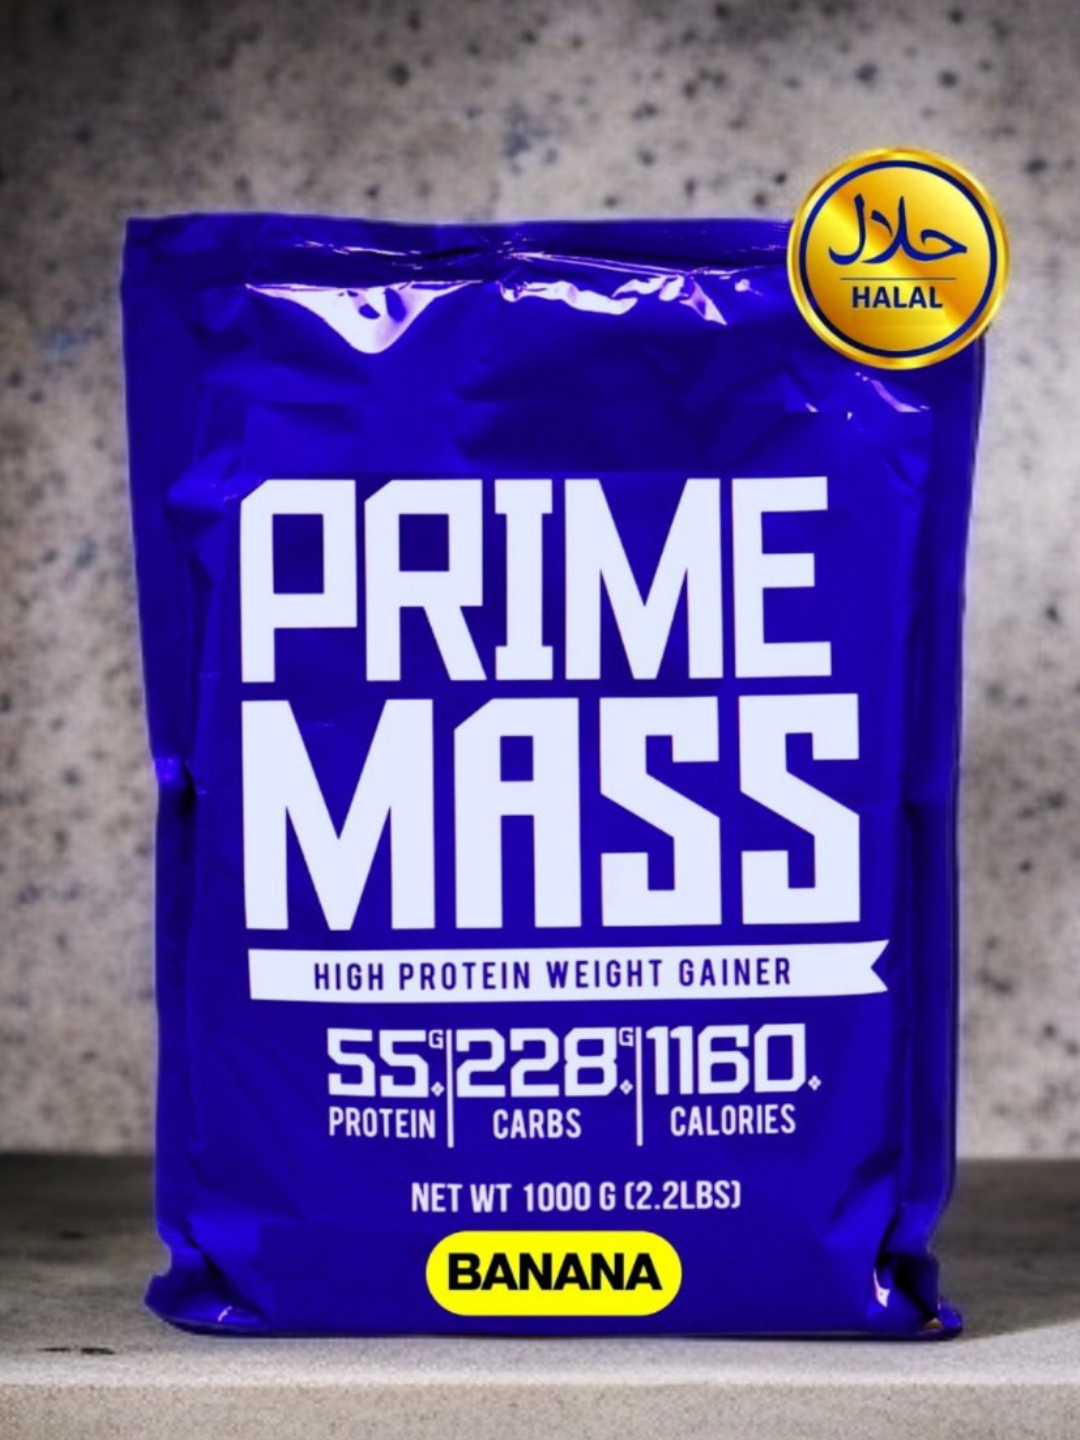 حلال
HALAL
PRIME
MASS
HIGH PROTEIN WEIGHT GAINER
55G 228G 1160
PROTEIN CARBS CALORIES
NET WT 1000 G (2.2LBS)
BANANA